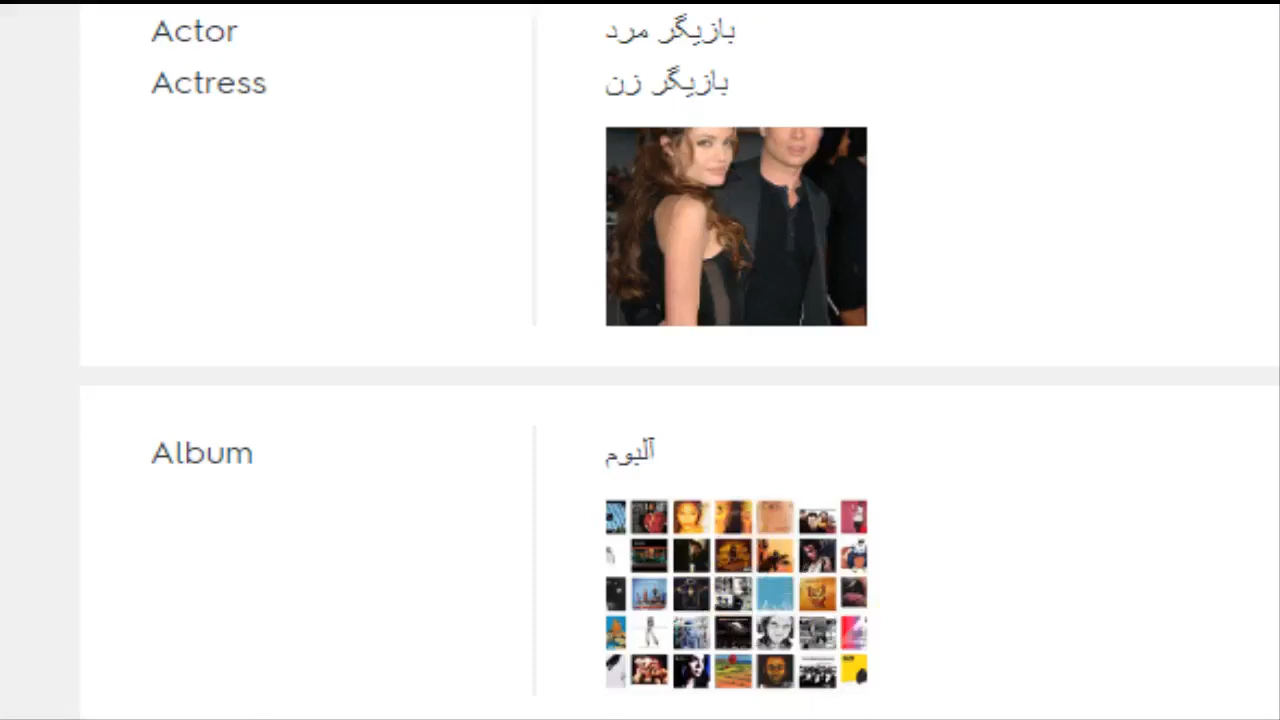 Actor
بازیگر مرد
Actress
بازیگر زن
Album
آلبوم